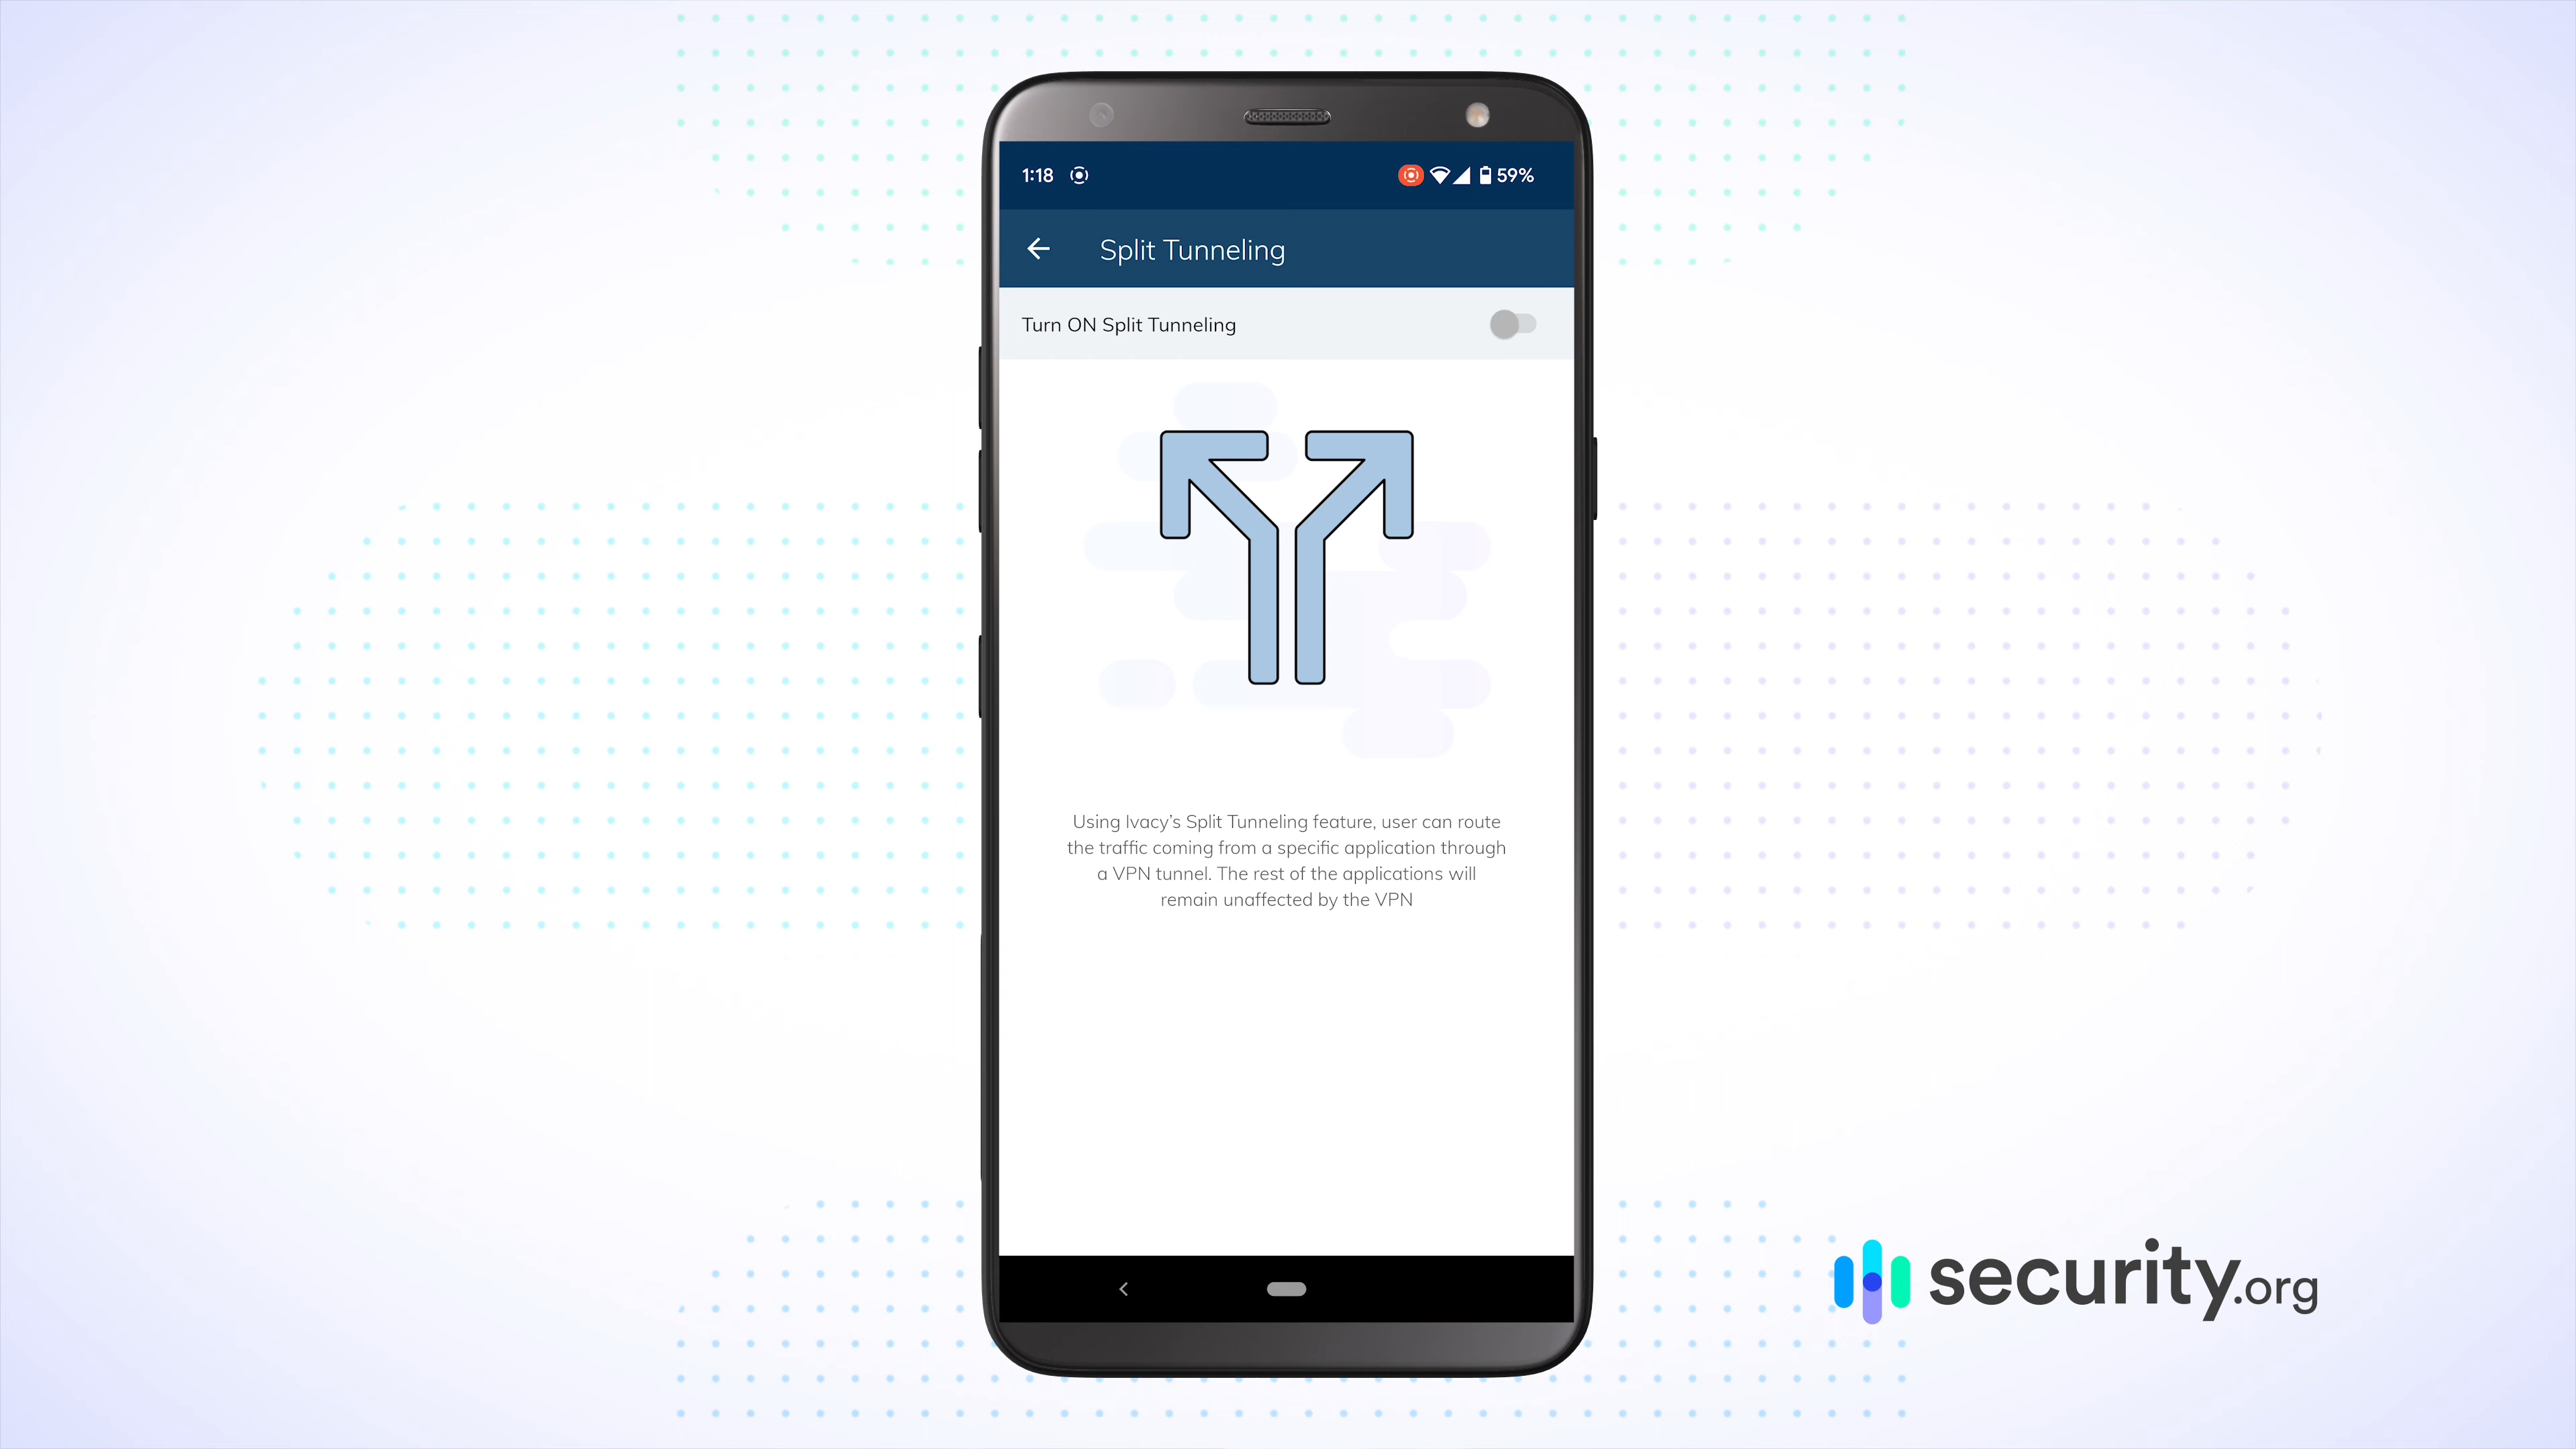 1:18
59%
Split Tunneling
Turn ON Split Tunneling
Using Ivacy's Split Tunneling feature, user can route
the traffic coming from a specific application through
a VPN tunnel. The rest of the applications will
remain unaffected by the VPN
security.org